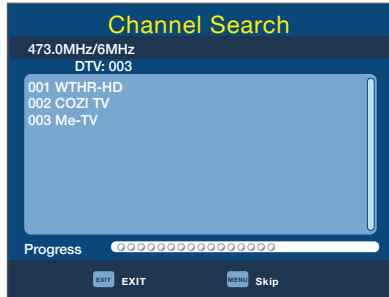 Channel Search
473.0MHz/6MHz
DTV: 003
001 WTHR-HD
002 COZI TV
003 Me-TV
Progress
EXIT EXIT MENU Skip